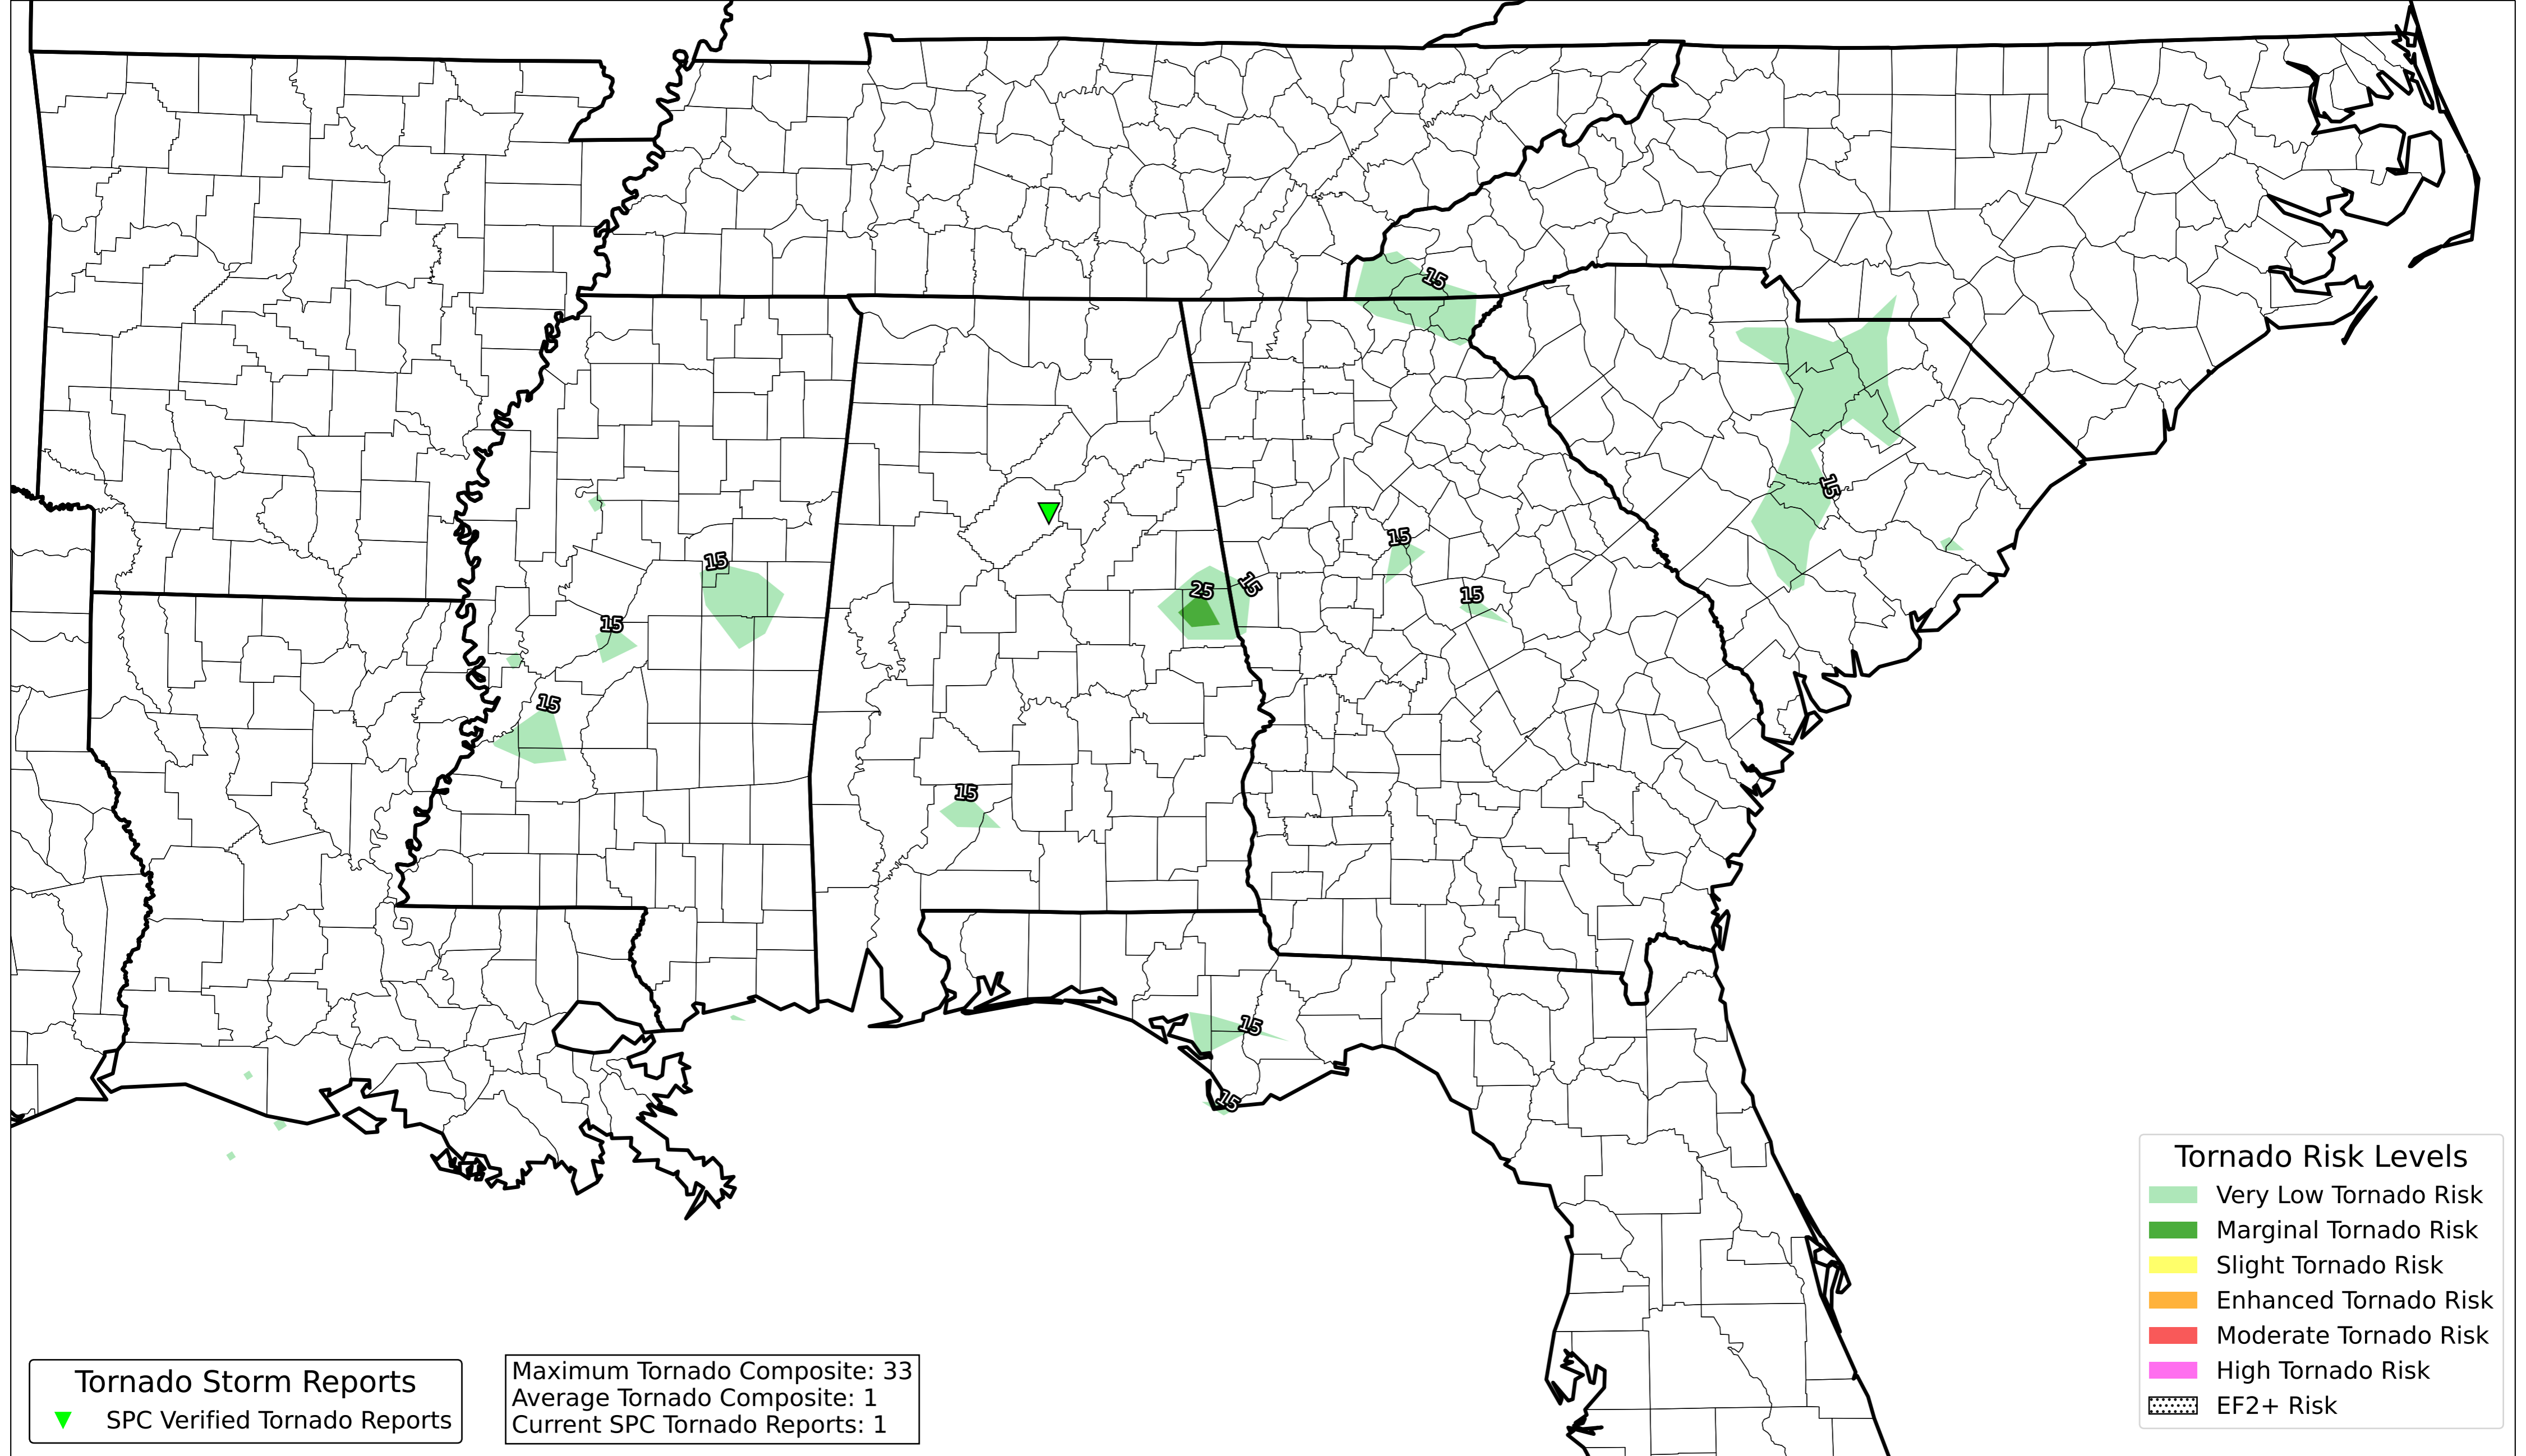 15
15
15
15
25
15
15
15
15
15
15
15
15
Tornado Risk Levels
Very Low Tornado Risk
Marginal Tornado Risk
Slight Tornado Risk
Enhanced Tornado Risk
Moderate Tornado Risk
High Tornado Risk
EF2+ Risk
Tornado Storm Reports
SPC Verified Tornado Reports
Maximum Tornado Composite: 33
Average Tornado Composite: 1
Current SPC Tornado Reports: 1